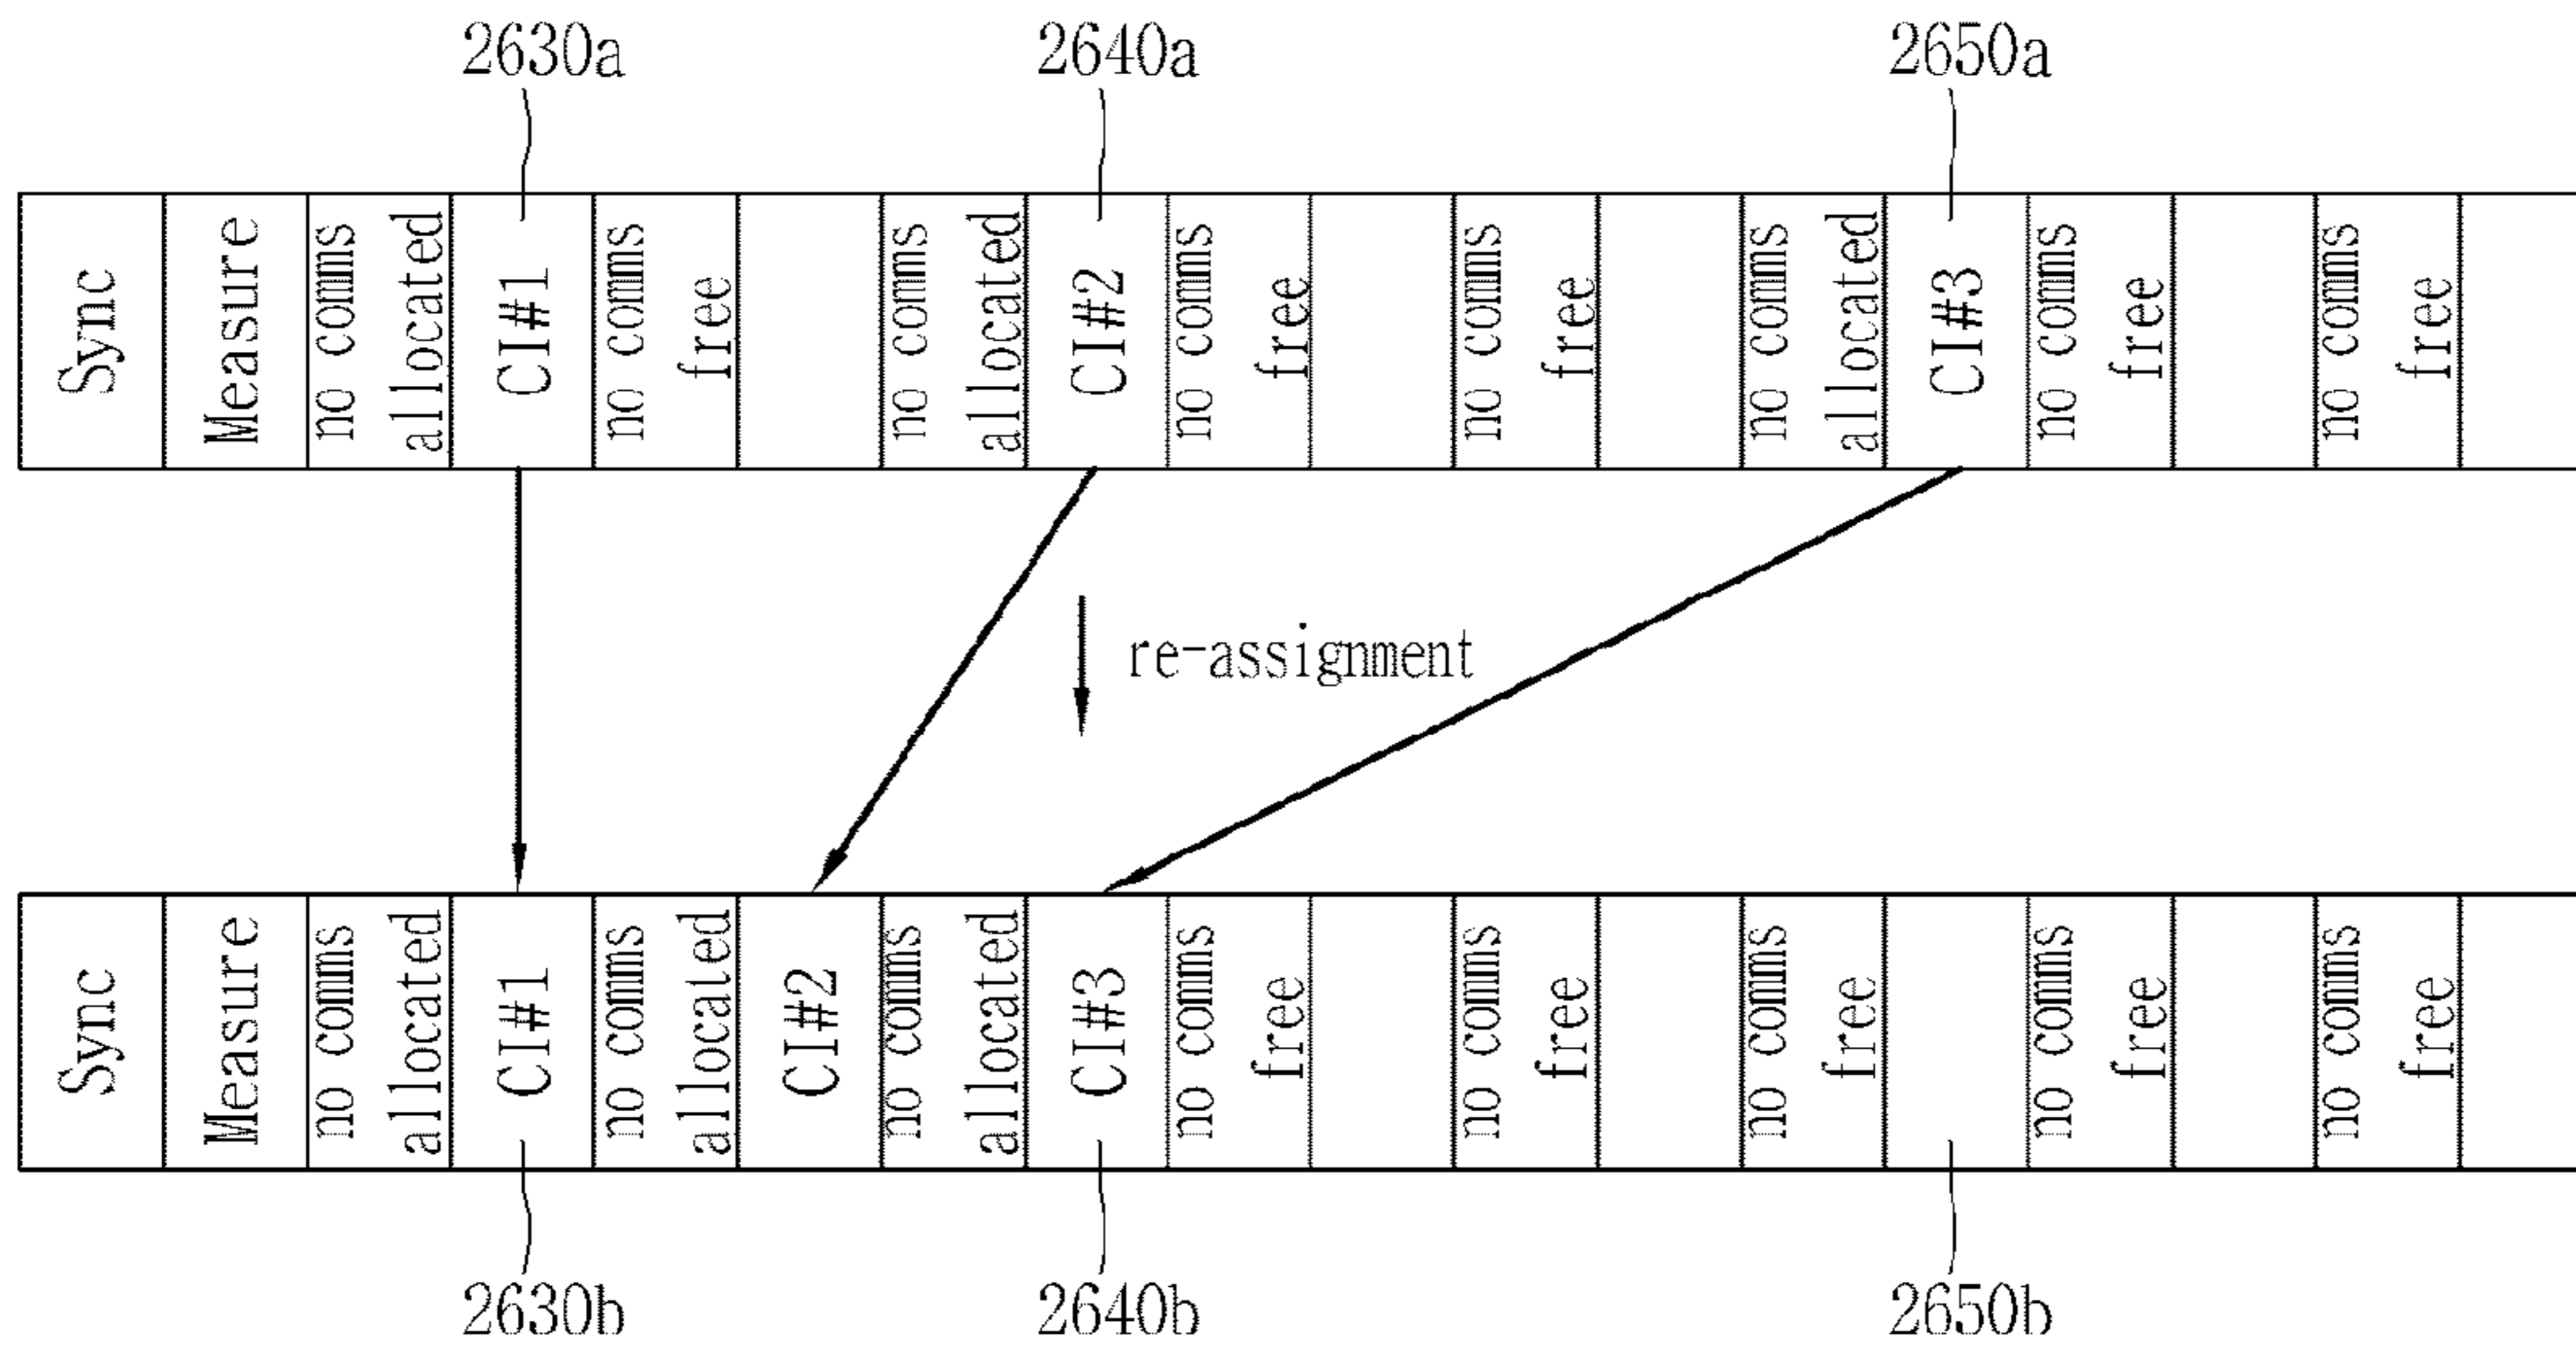 2630a
2640a
2650a
Sync
Measure
no comms
allocated
CI#1
no comms
free
no comms
allocated
CI#2
no comms
free
no comms
free
no comms
allocated
CI#3
no comms
free
no comms
free
re-assignment
Sync
Measure
no comms
allocated
CI#1
no comms
allocated
CI#2
no comms
allocated
CI#3
no comms
free
no comms
free
no comms
free
no comms
free
no comms
free
2630b
2640b
2650b